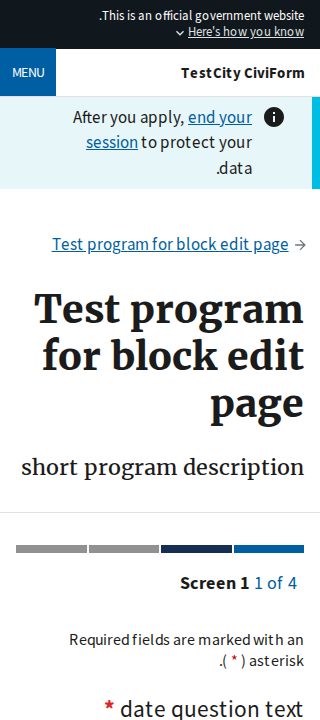 This is an official government website.
Here's how you know
MENU
TestCity CiviForm
After you apply, end your
session to protect your
data.
Test program for block edit page
Test program
for block edit
page
short program description
Screen 1 1 of 4
Required fields are marked with an
asterisk ( * ).
* date question text